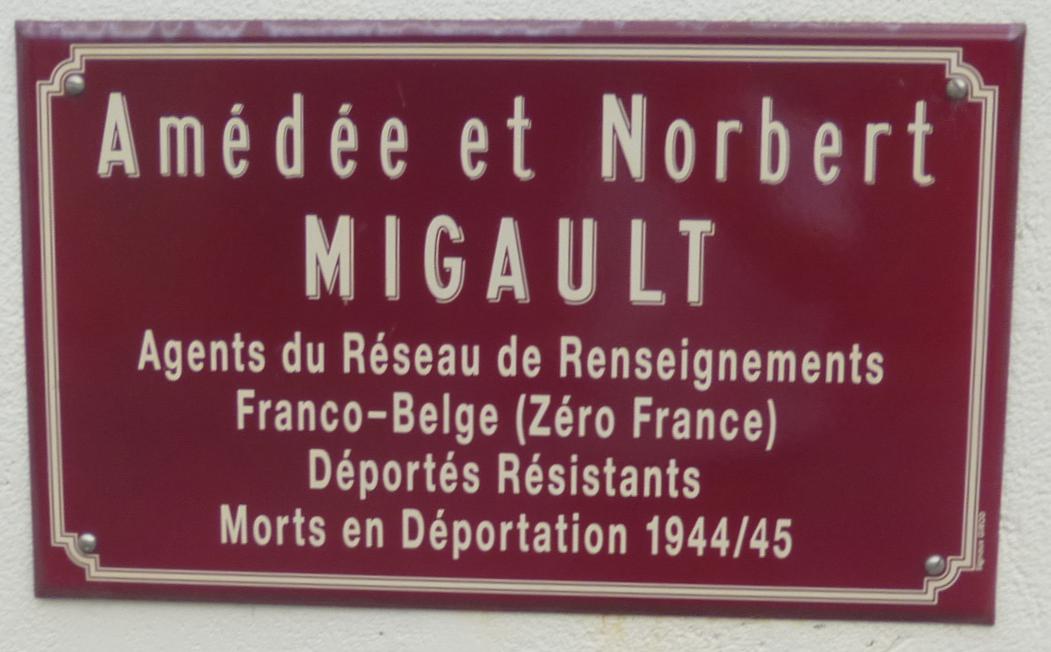 Amédée et Norbert
MIGAULT
Agents du Réseau de Renseignements
Franco-Belge (Zéro France)
Déportés Résistants
Morts en Déportation 1944/45